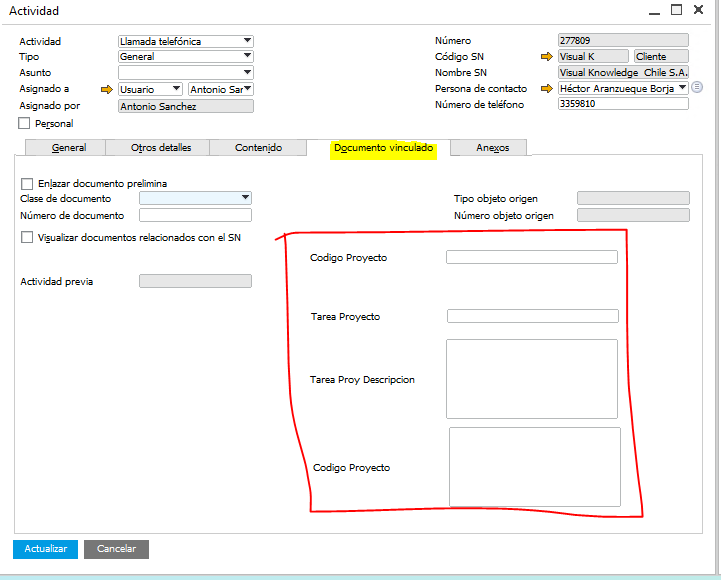 Actividad
Actividad Llamada telefónica
Número 277809
Tipo General
Código SN Visual K Cliente
Asunto
Nombre SN Visual Knowledge Chile S.A.
Asignado a Usuario Antonio Sar
Persona de contacto Héctor Aranzueque Borja
Asignado por Antonio Sanchez
Número de teléfono 3359810
Personal
General Otros detalles Contenido Documento vinculado Anexos
Enlazar documento prelimina
Clase de documento
Tipo objeto origen
Número de documento
Número objeto origen
Visualizar documentos relacionados con el SN
Codigo Proyecto
Actividad previa
Tarea Proyecto
Tarea Proy Descripcion
Codigo Proyecto
Actualizar Cancelar